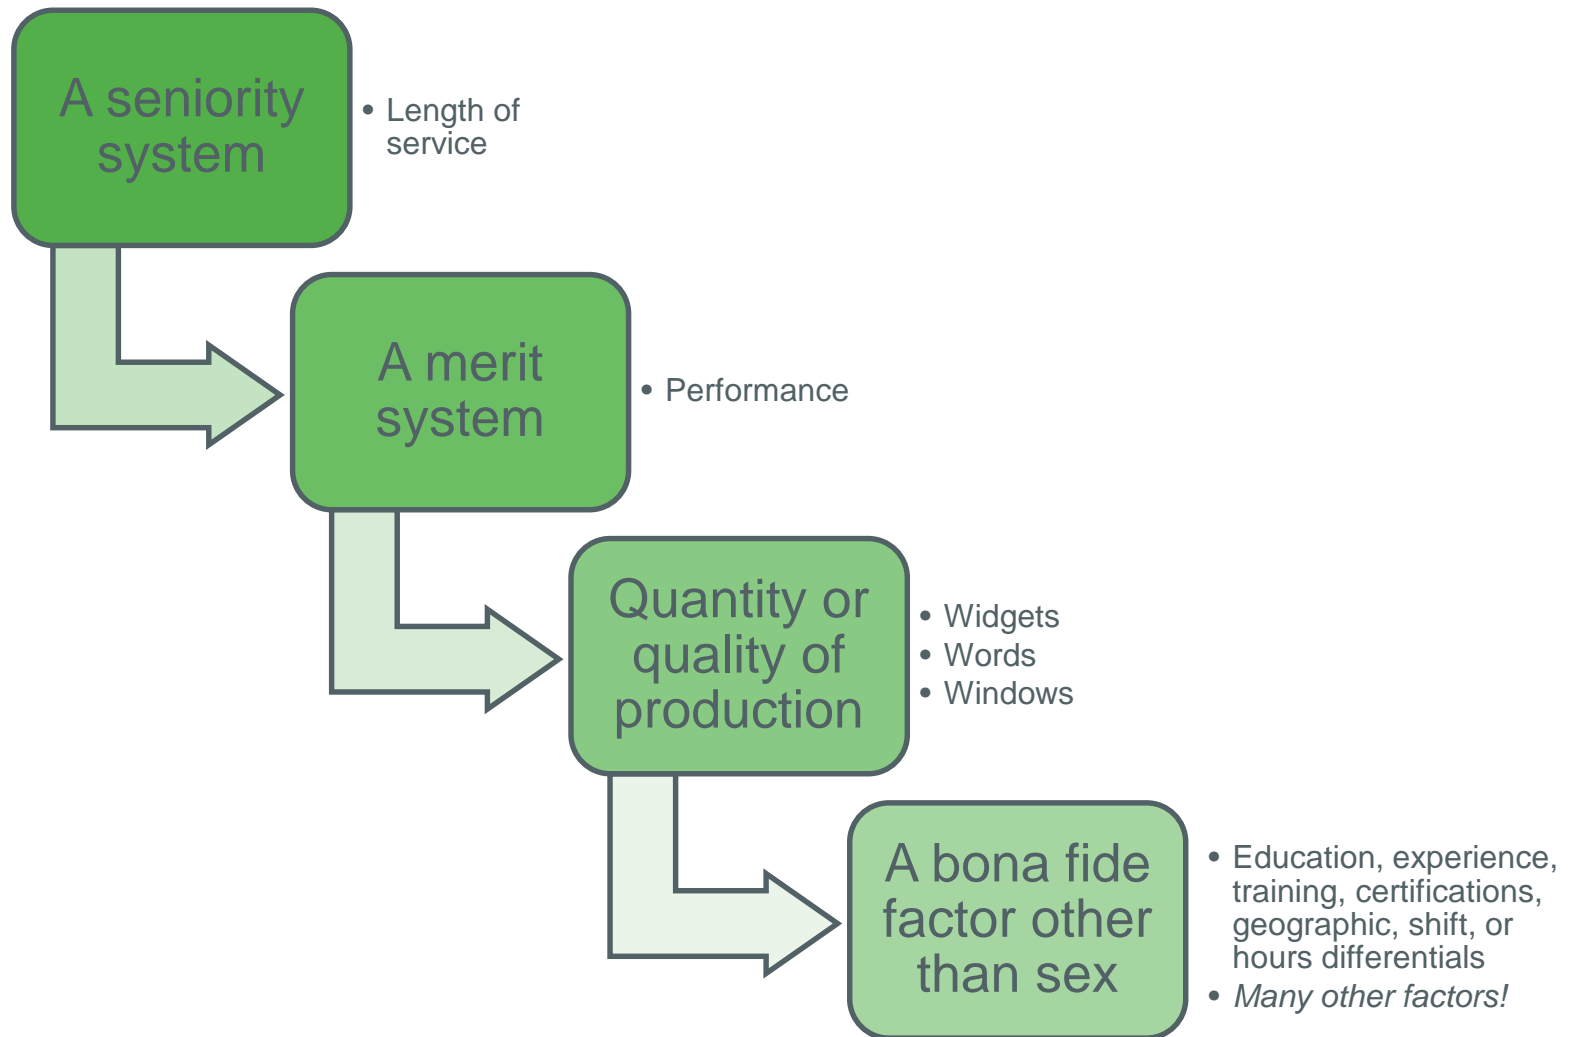 A seniority
system
• Length of
service
A merit
system
• Performance
Quantity or
quality of
production
• Widgets
• Words
• Windows
A bona fide
factor other
than sex
• Education, experience,
training, certifications,
geographic, shift, or
hours differentials
• Many other factors!